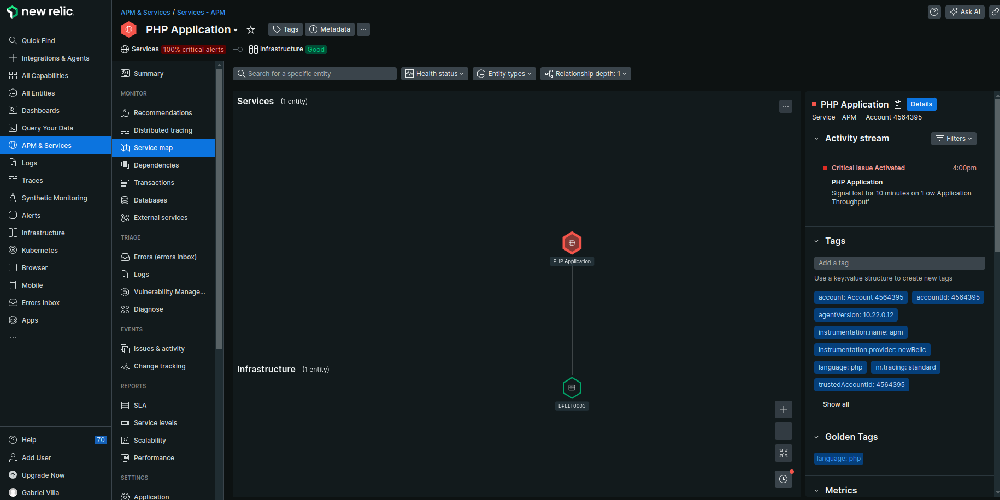 new relic
Quick Find
Integrations & Agents
All Capabilities
All Entities
Dashboards
Query Your Data
APM & Services
Logs
Traces
Synthetic Monitoring
Alerts
Infrastructure
Kubernetes
Browser
Mobile
Errors Inbox
Apps
...
Help 70
Add User
Upgrade Now
Gabriel Villa
APM & Services / Services - APM
PHP Application
Tags
Metadata
...
Services 100% critical alerts
Infrastructure Good
Ask AI
Summary
MONITOR
Recommendations
Distributed tracing
Service map
Dependencies
Transactions
Databases
External services
TRIAGE
Errors (errors inbox)
Logs
Vulnerability Manage...
Diagnose
EVENTS
Issues & activity
Change tracking
REPORTS
SLA
Service levels
Scalability
Performance
SETTINGS
Application
Search for a specific entity
Health status
Entity types
Relationship depth: 1
Services (1 entity)
...
PHP Application
Infrastructure (1 entity)
BPELT0003
PHP Application Details
Service - APM | Account 4564395
Activity stream Filters
Critical Issue Activated 4:00pm
PHP Application
Signal lost for 10 minutes on 'Low Application
Throughput'
Tags
Add a tag
Use a key:value structure to create new tags
account: Account 4564395 accountId: 4564395
agentVersion: 10.22.0.12
instrumentation.name: apm
instrumentation.provider: newRelic
language: php nr.tracing: standard
trustedAccountId: 4564395
Show all
Golden Tags
language: php
Metrics